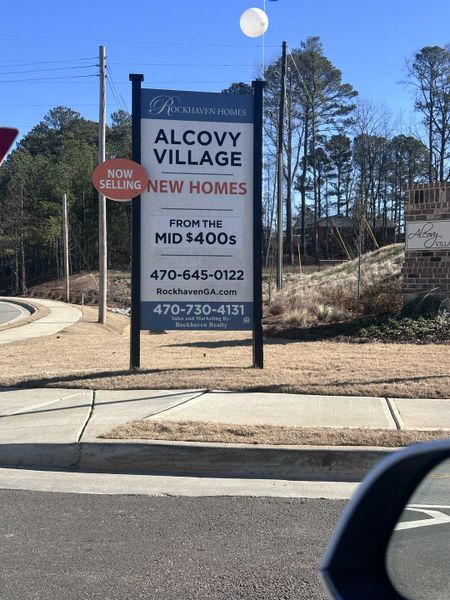 Rockhaven Homes
ALCOVY
VILLAGE
NOW
SELLING
NEW HOMES
FROM THE
MID $400s
470-645-0122
RockhavenGA.com
470-730-4131
Sales and Marketing By:
Rockhaven Realty
Alcovy